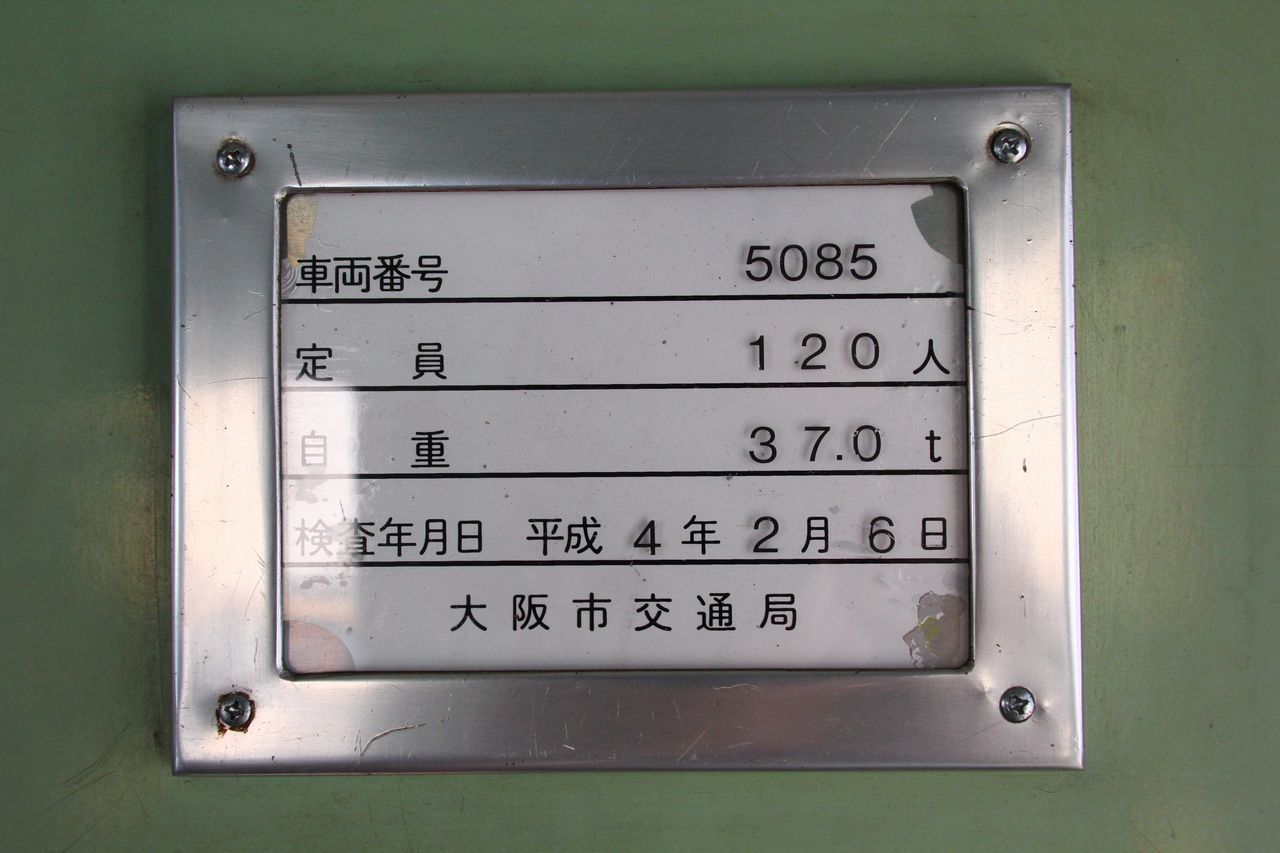 車両番号 5085
定員 120人
自重 37.0t
検査年月日 平成4年2月6日
大阪市交通局